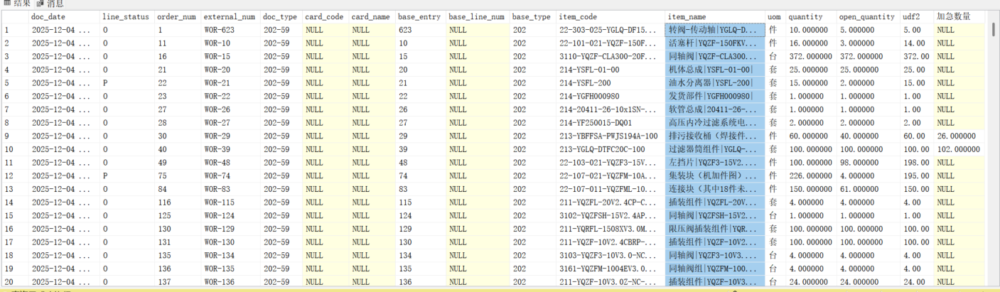 结果 消息
doc_date line_status order_num external_num doc_type card_code card_name base_entry base_line_num base_type item_code item_name uom quantity open_quantity udf2 加急数量
1 2025-12-04 ... O 1 WOR-623 202-59 NULL NULL 623 NULL 202 22-303-025-YGLQ-DF15... 转阀-传动轴|YGLQ-D... 件 10.000000 5.000000 5.00 NULL
2 2025-12-04 ... O 11 WOR-10 202-59 NULL NULL 10 NULL 202 22-101-021-YQZF-150F... 活塞杆|YQZF-150FKV... 件 16.000000 3.000000 14.00 NULL
3 2025-12-04 ... O 16 WOR-15 202-59 NULL NULL 15 NULL 202 3110-YQZF-CLA300-20F... 同轴阀|YQZF-CLA300... 台 372.000000 372.000000 372.00 NULL
4 2025-12-04 ... O 21 WOR-20 202-59 NULL NULL 20 NULL 202 214-YSFL-01-00 机体总成|YSFL-01-00| 套 25.000000 25.000000 25.00 NULL
5 2025-12-04 ... P 22 WOR-21 202-59 NULL NULL 21 NULL 202 214-YSFL-200 油水分离器|YSFL-200| 套 15.000000 2.000000 15.00 NULL
6 2025-12-04 ... O 23 WOR-22 202-59 NULL NULL 22 NULL 202 214-YGFH000980 发货部件|YGFH000980| 套 1.000000 1.000000 1.00 NULL
7 2025-12-04 ... O 27 WOR-26 202-59 NULL NULL 26 NULL 202 214-20411-26-10x1SN-... 软管总成|20411-26-... 套 1.000000 1.000000 1.00 NULL
8 2025-12-04 ... O 28 WOR-27 202-59 NULL NULL 27 NULL 202 214-YF250015-DQ01 高压内冷过滤系统电... 套 2.000000 2.000000 2.00 NULL
9 2025-12-04 ... O 30 WOR-29 202-59 NULL NULL 29 NULL 202 213-YBFFSA-PWJS194A-100 排污接收桶（焊接件... 件 60.000000 40.000000 60.00 26.000000
10 2025-12-04 ... O 40 WOR-39 202-59 NULL NULL 39 NULL 202 213-YGLQ-DTFC20C-100 过滤器筒组件|YGLQ-... 套 100.000000 100.000000 100.00 102.000000
11 2025-12-04 ... O 49 WOR-48 202-59 NULL NULL 48 NULL 202 22-103-021-YQZF3-15V... 左挡片|YQZF3-15V2.... 件 100.000000 98.000000 198.00 NULL
12 2025-12-04 ... P 75 WOR-74 202-59 NULL NULL 74 NULL 202 22-107-021-YQZFM-10A... 集装块（机加件图）... 件 226.000000 4.000000 195.00 NULL
13 2025-12-04 ... O 84 WOR-83 202-59 NULL NULL 83 NULL 202 22-107-011-YQZFML-10... 连接块（其中18件未... 件 150.000000 61.000000 150.00 NULL
14 2025-12-04 ... O 116 WOR-115 202-59 NULL NULL 115 NULL 202 211-YQZFL-20V2.4CP-C... 插装组件|YQZFL-20V... 套 4.000000 4.000000 4.00 NULL
15 2025-12-04 ... O 125 WOR-124 202-59 NULL NULL 124 NULL 202 3102-YQZFSH-15V2.4AP... 同轴阀|YQZFSH-15V2... 台 1.000000 1.000000 1.00 NULL
16 2025-12-04 ... O 130 WOR-129 202-59 NULL NULL 129 NULL 202 211-YQRFL-1508XV3.0M... 限压阀插装组件|YQR... 套 100.000000 100.000000 100.00 NULL
17 2025-12-04 ... O 131 WOR-130 202-59 NULL NULL 130 NULL 202 211-YQZF-10V2.4CBRP-... 插装组件|YQZF-10V2... 套 100.000000 100.000000 100.00 NULL
18 2025-12-04 ... O 135 WOR-134 202-59 NULL NULL 134 NULL 202 3103-YQZF3-10V3.0-NC... 同轴阀|YQZF3-10V3.... 台 4.000000 4.000000 4.00 NULL
19 2025-12-04 ... O 136 WOR-135 202-59 NULL NULL 135 NULL 202 3161-YQZFM-1004EV3.0... 同轴阀组|YQZFM-100... 台 4.000000 4.000000 4.00 NULL
20 2025-12-04 ... O 137 WOR-136 202-59 NULL NULL 136 NULL 202 211-YQZF-10V3.0Z-NC-... 插装组件|YQZF-10V3... 套 24.000000 24.000000 24.00 NULL